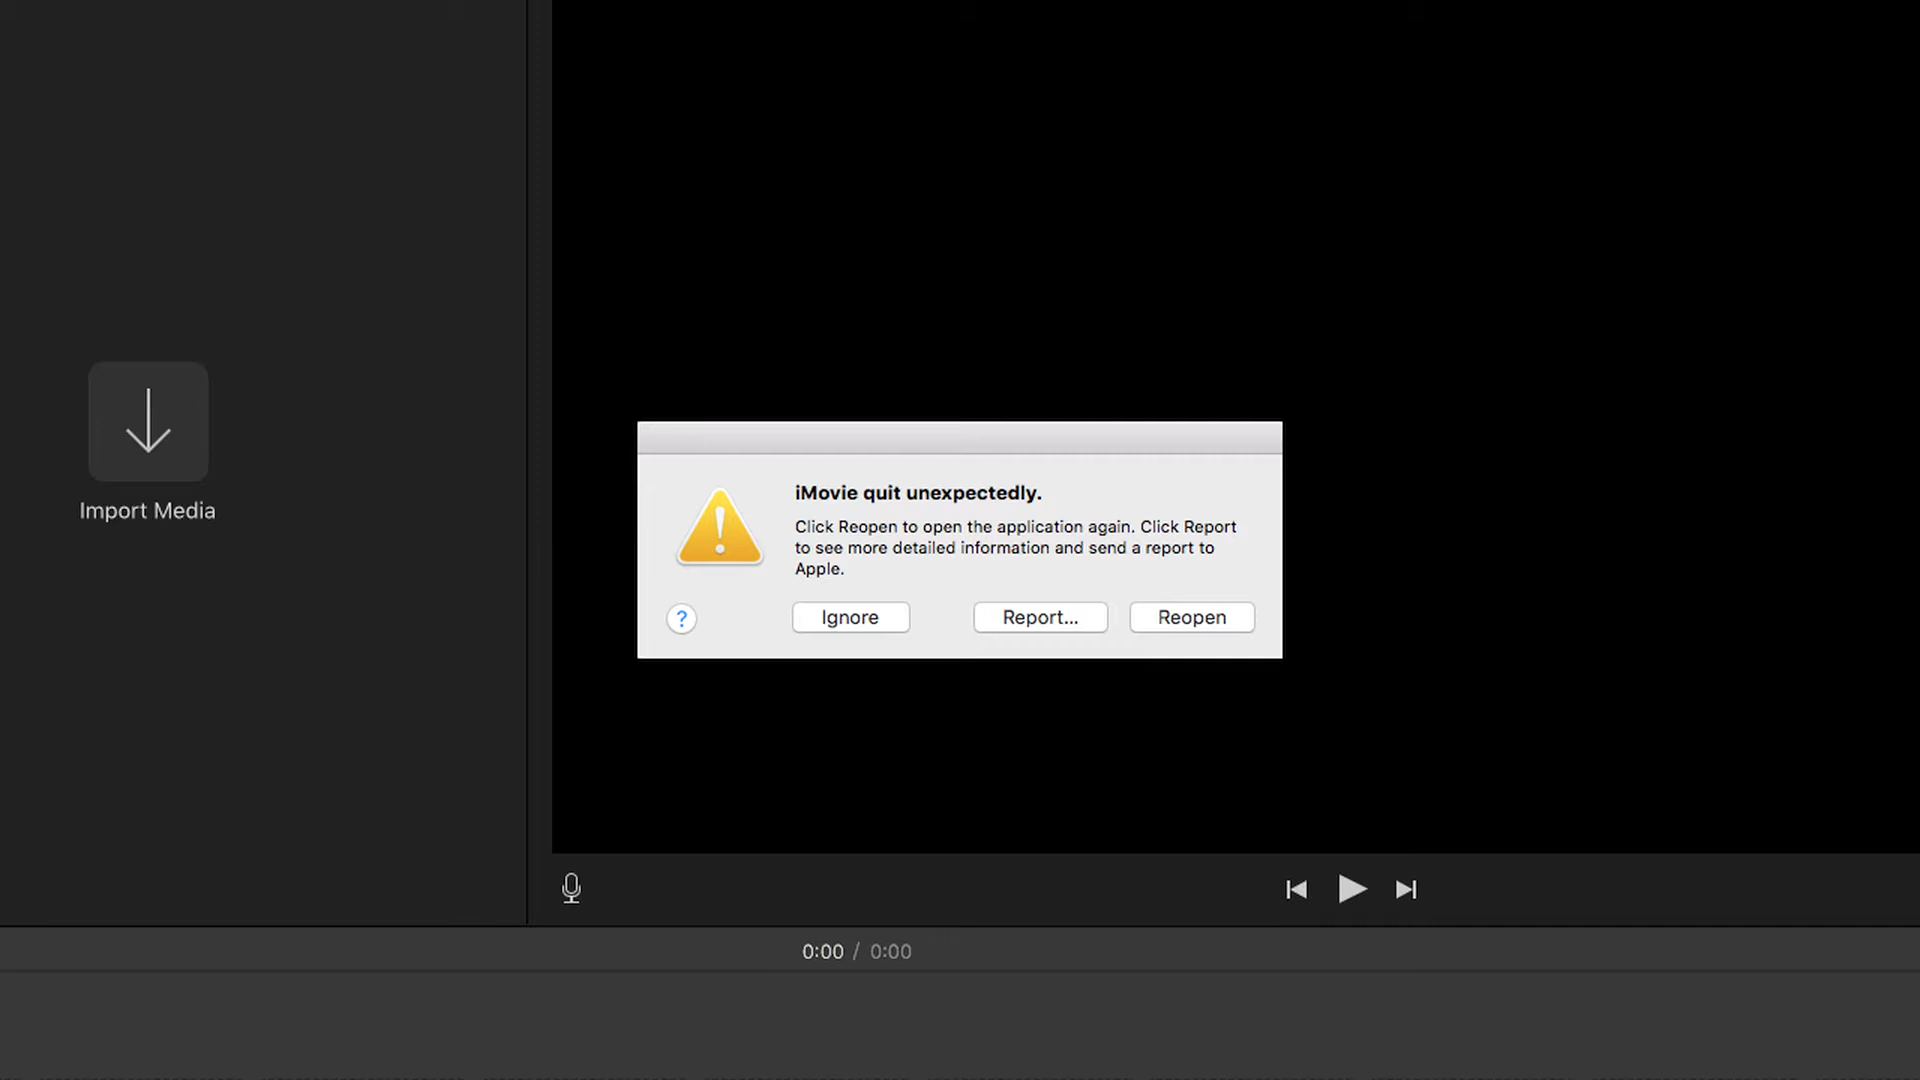 Import Media
iMovie quit unexpectedly.
Click Reopen to open the application again. Click Report
to see more detailed information and send a report to
Apple.
?
Ignore
Report...
Reopen
0:00 / 0:00